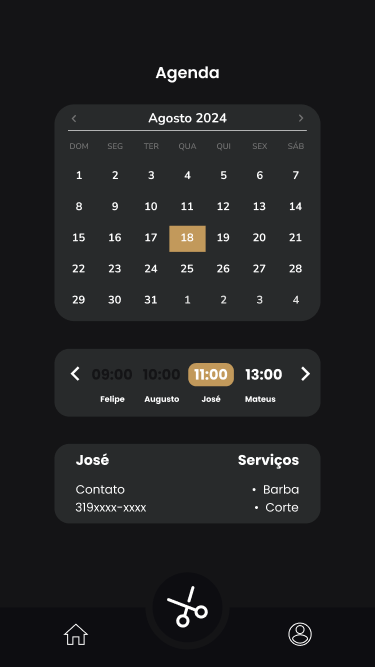 Agenda
Agosto 2024
DOM SEG TER QUA QUI SEX SÁB
1 2 3 4 5 6 7
8 9 10 11 12 13 14
15 16 17 18 19 20 21
22 23 24 25 26 27 28
29 30 31 1 2 3 4
09:00 10:00 11:00 13:00
Felipe Augusto José Mateus
José Serviços
Contato • Barba
319xxxx-xxxx • Corte